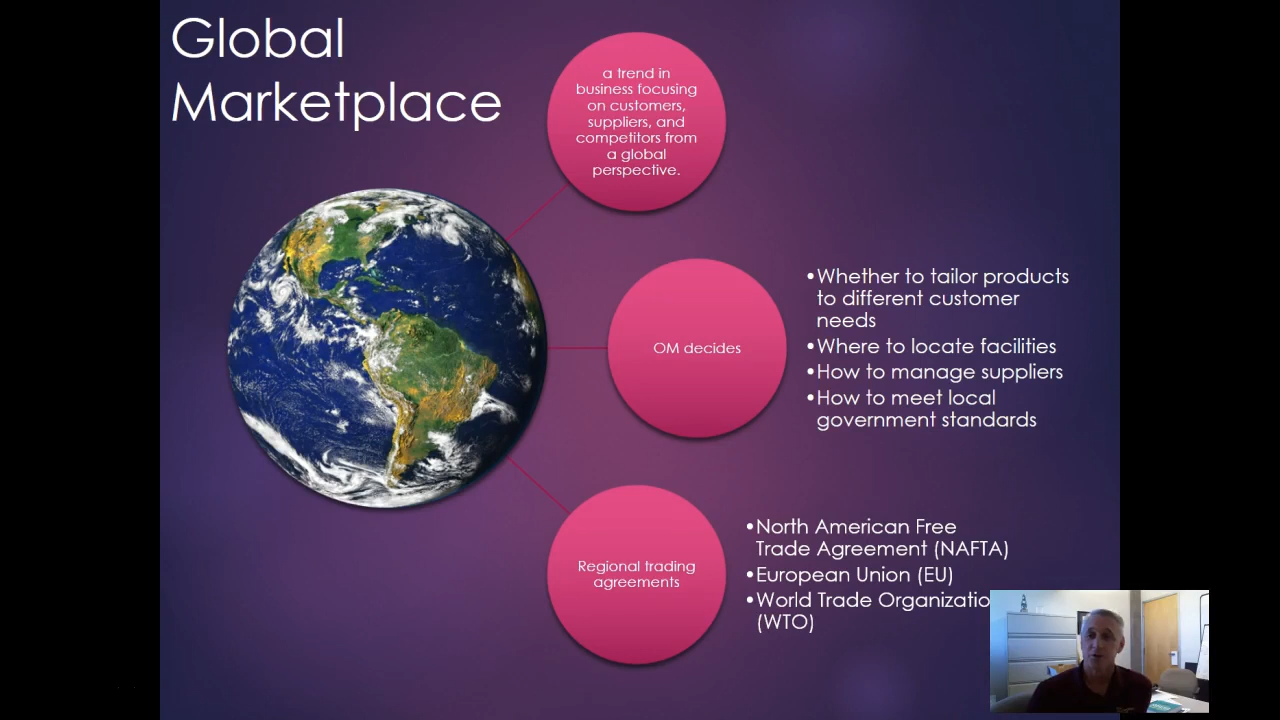 Global
Marketplace
a trend in
business focusing
on customers,
suppliers, and
competitors from
a global
perspective.
OM decides
•Whether to tailor products
to different customer
needs
•Where to locate facilities
•How to manage suppliers
•How to meet local
government standards
Regional trading
agreements
•North American Free
Trade Agreement (NAFTA)
•European Union (EU)
•World Trade Organizatio
(WTO)